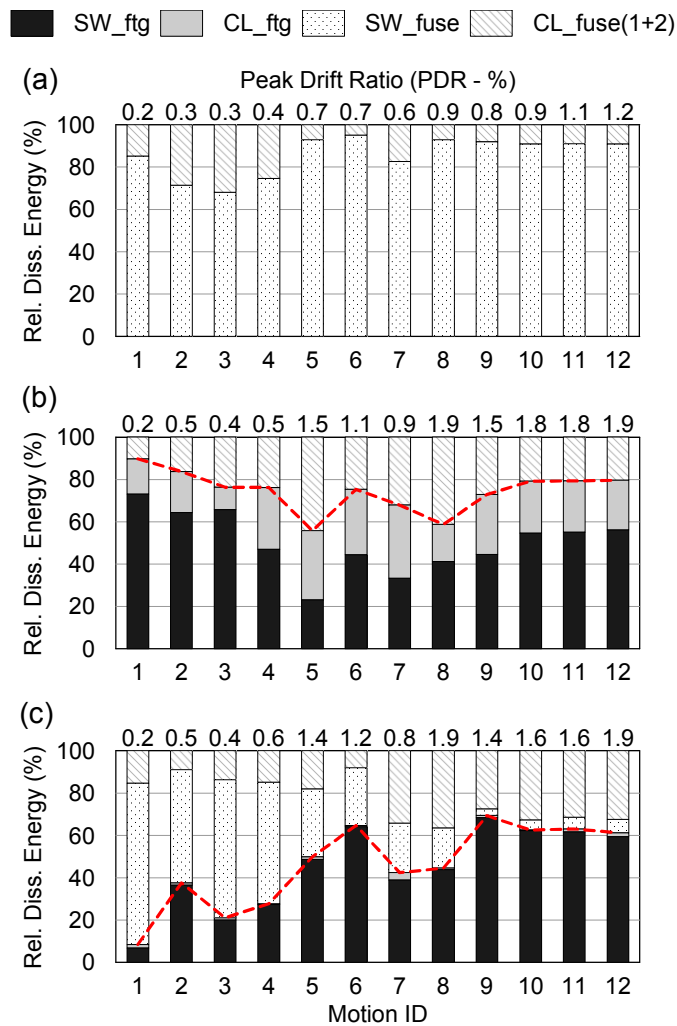 SW_ftg CL_ftg SW_fuse CL_fuse(1+2)
(a) Peak Drift Ratio (PDR - %)
0.2 0.3 0.3 0.4 0.7 0.7 0.6 0.9 0.8 0.9 1.1 1.2
Rel. Diss. Energy (%)
100
80
60
40
20
0
1 2 3 4 5 6 7 8 9 10 11 12
(b)
0.2 0.5 0.4 0.5 1.5 1.1 0.9 1.9 1.5 1.8 1.8 1.9
Rel. Diss. Energy (%)
100
80
60
40
20
0
1 2 3 4 5 6 7 8 9 10 11 12
(c)
0.2 0.5 0.4 0.6 1.4 1.2 0.8 1.9 1.4 1.6 1.6 1.9
Rel. Diss. Energy (%)
100
80
60
40
20
0
1 2 3 4 5 6 7 8 9 10 11 12
Motion ID